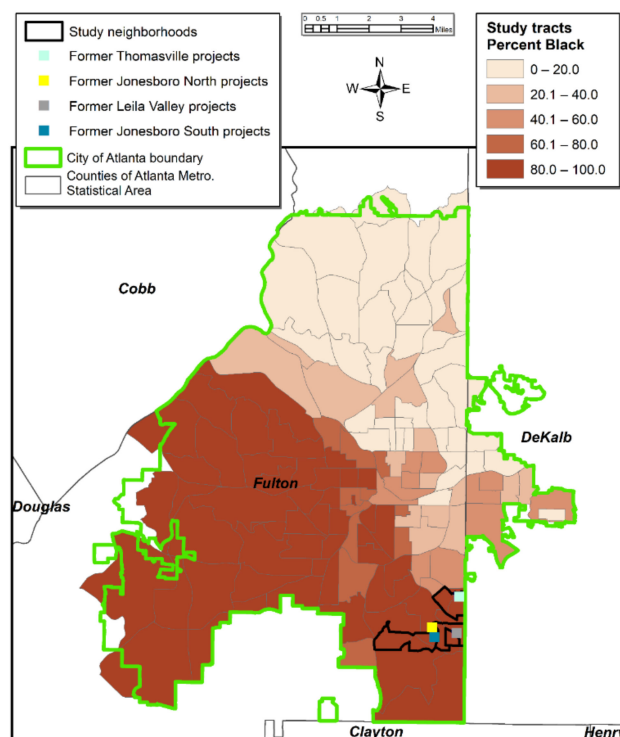 Study neighborhoods
Former Thomasville projects
Former Jonesboro North projects
Former Leila Valley projects
Former Jonesboro South projects
City of Atlanta boundary
Counties of Atlanta Metro.
Statistical Area
0 0.5 1 2 3 4
Miles
N
W E
S
Study tracts
Percent Black
0 – 20.0
20.1 – 40.0
40.1 – 60.0
60.1 – 80.0
80.0 – 100.0
Cobb
DeKalb
Fulton
Douglas
Clayton
Henry